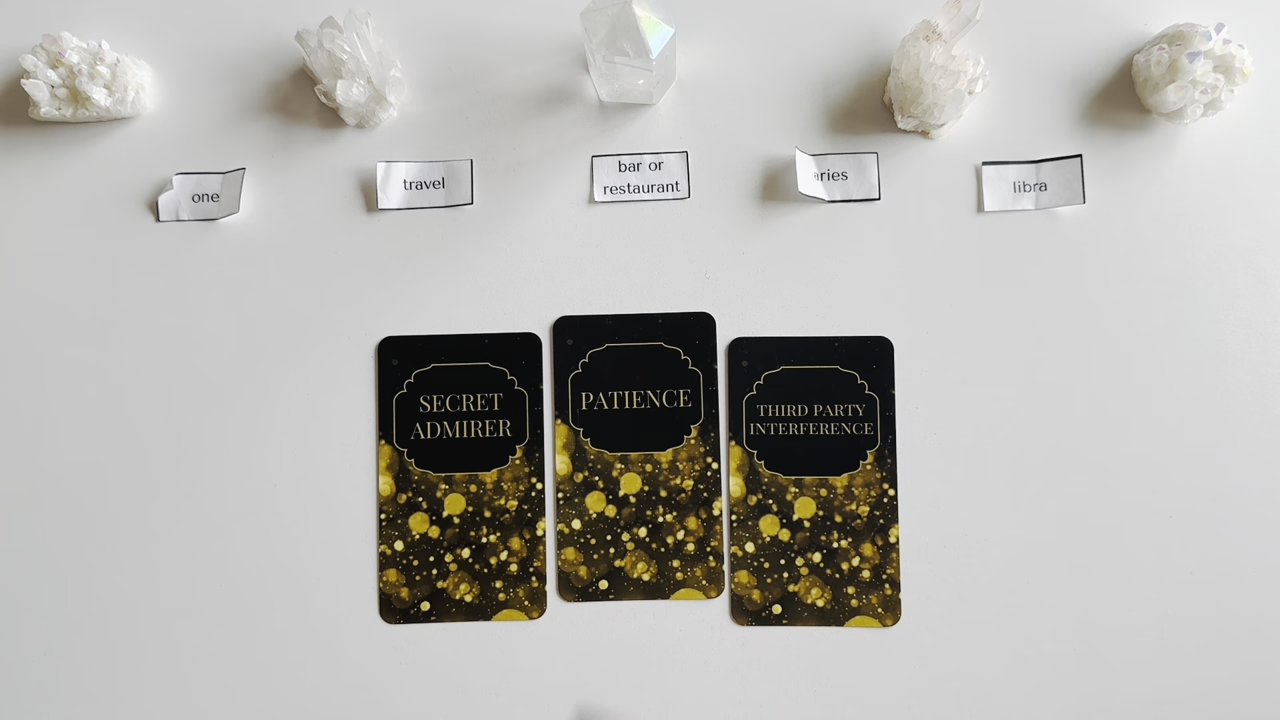 one
travel
bar or
restaurant
aries
libra
SECRET
ADMIRER
PATIENCE
THIRD PARTY
INTERFERENCE